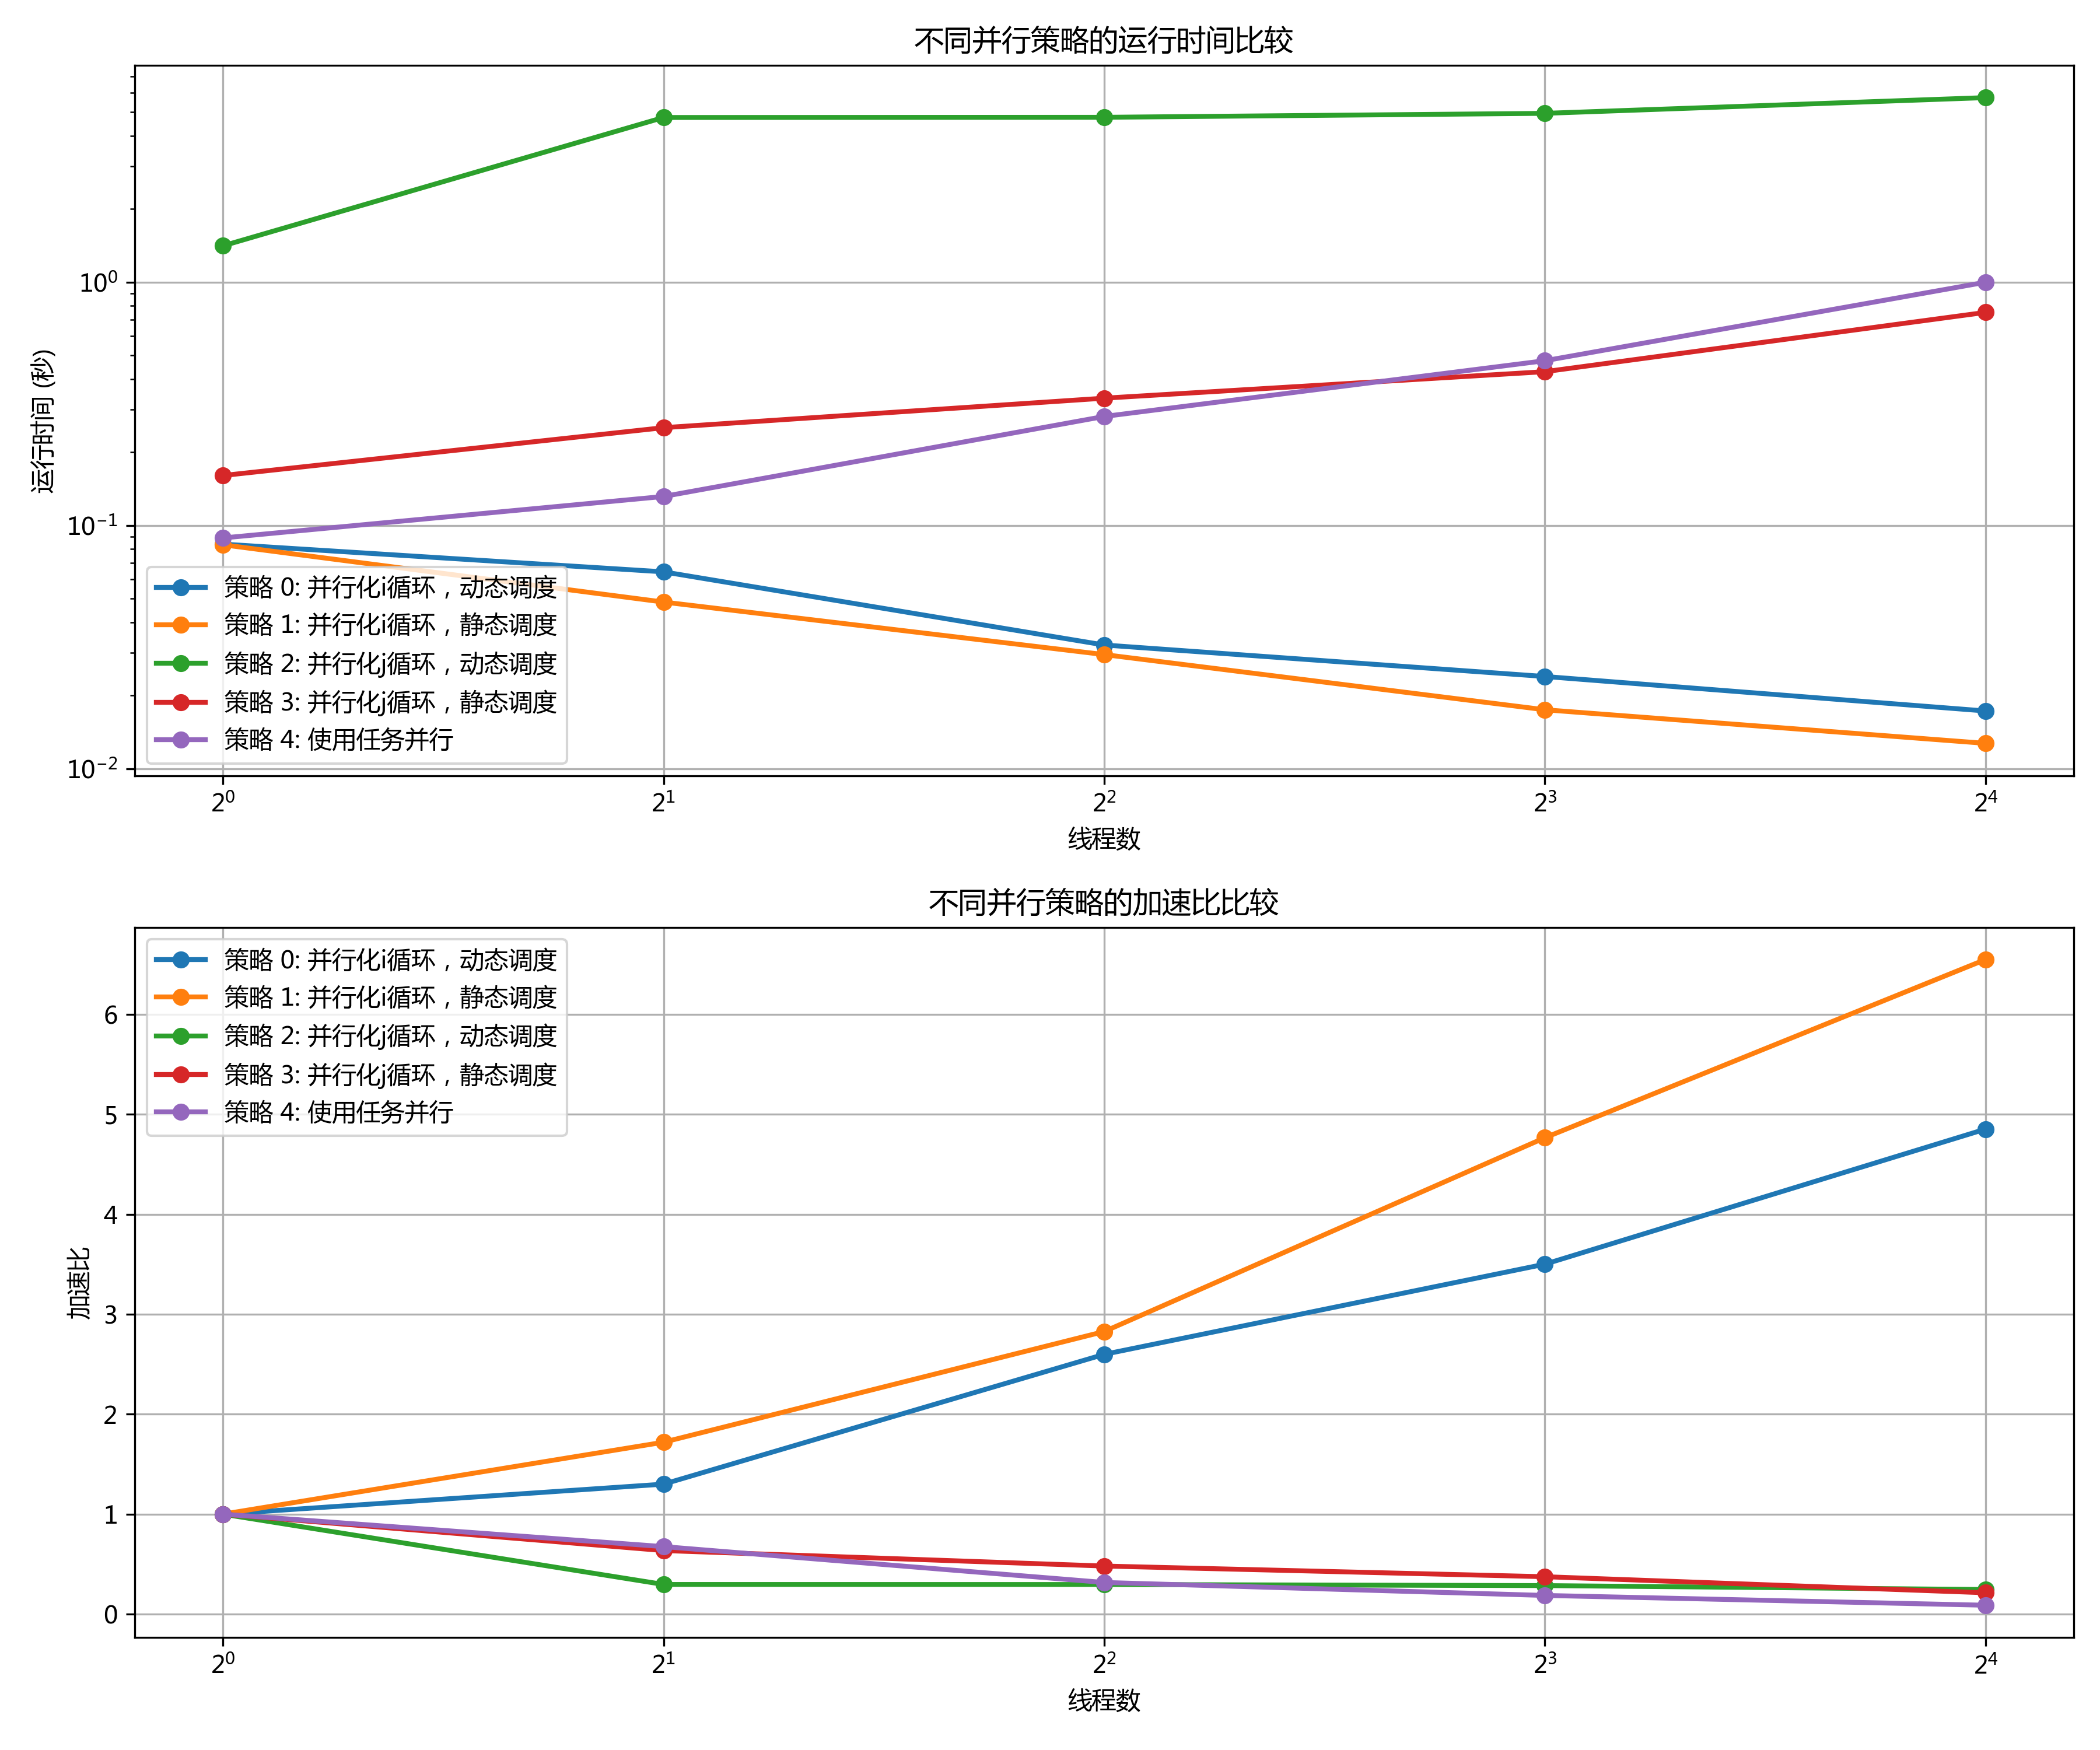 不同并行策略的运行时间比较
运行时间 (秒)
10⁰
10⁻¹
10⁻²
策略 0: 并行化i循环，动态调度
策略 1: 并行化i循环，静态调度
策略 2: 并行化j循环，动态调度
策略 3: 并行化j循环，静态调度
策略 4: 使用任务并行
2⁰ 2¹ 2² 2³ 2⁴
线程数
不同并行策略的加速比比较
加速比
6
5
4
3
2
1
0
策略 0: 并行化i循环，动态调度
策略 1: 并行化i循环，静态调度
策略 2: 并行化j循环，动态调度
策略 3: 并行化j循环，静态调度
策略 4: 使用任务并行
2⁰ 2¹ 2² 2³ 2⁴
线程数